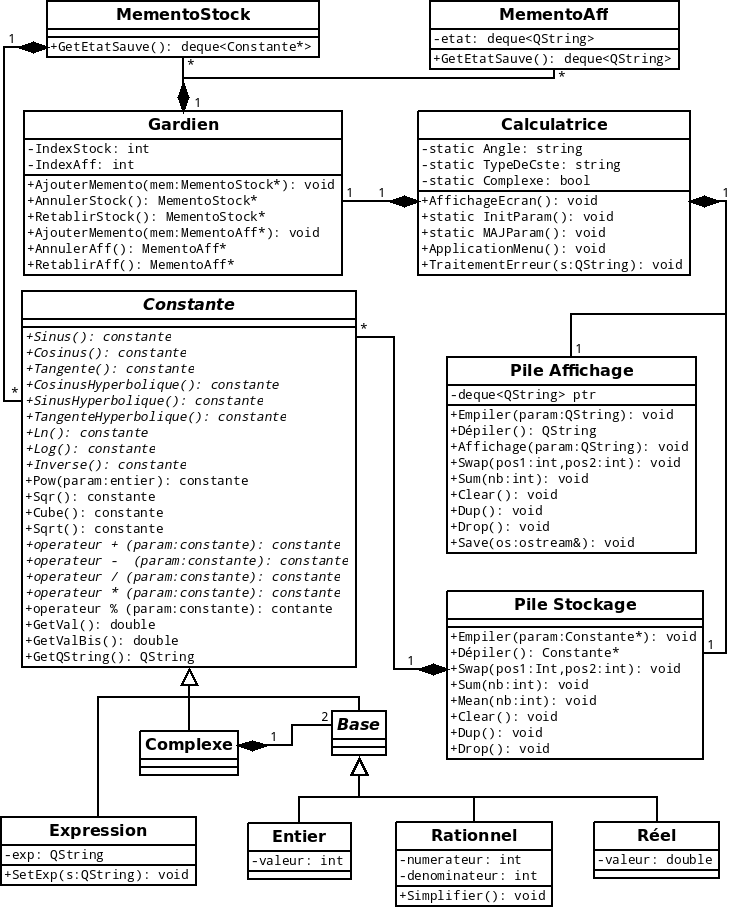 MementoStock
+GetEtatSauve(): deque<Constante*>
MementoAff
-etat: deque<QString>
+GetEtatSauve(): deque<QString>
1
*
*
1
Gardien
-IndexStock: int
-IndexAff: int
+AjouterMemento(mem:MementoStock*): void
+AnnulerStock(): MementoStock*
+RetablirStock(): MementoStock*
+AjouterMemento(mem:MementoAff*): void
+AnnulerAff(): MementoAff*
+RetablirAff(): MementoAff*
1
1
Calculatrice
-static Angle: string
-static TypeDeCste: string
-static Complexe: bool
+AffichageEcran(): void
+static InitParam(): void
+static MAJParam(): void
+ApplicationMenu(): void
+TraitementErreur(s:QString): void
1
Constante
+Sinus(): constante
+Cosinus(): constante
+Tangente(): constante
+CosinusHyperbolique(): constante
+SinusHyperbolique(): constante
+TangenteHyperbolique(): constante
+Ln(): constante
+Log(): constante
+Inverse(): constante
+Pow(param:entier): constante
+Sqr(): constante
+Cube(): constante
+Sqrt(): constante
+operateur + (param:constante): constante
+operateur -  (param:constante): constante
+operateur / (param:constante): constante
+operateur * (param:constante): constante
+operateur % (param:constante): contante
+GetVal(): double
+GetValBis(): double
+GetQString(): QString
*
*
1
Pile Affichage
-deque<QString> ptr
+Empiler(param:QString): void
+Dépiler(): QString
+Affichage(param:QString): void
+Swap(pos1:int,pos2:int): void
+Sum(nb:int): void
+Clear(): void
+Dup(): void
+Drop(): void
+Save(os:ostream&): void
Pile Stockage
+Empiler(param:Constante*): void
+Dépiler(): Constante*
+Swap(pos1:Int,pos2:int): void
+Sum(nb:int): void
+Mean(nb:int): void
+Clear(): void
+Dup(): void
+Drop(): void
1
1
Complexe
1
2
Base
Expression
-exp: QString
+SetExp(s:QString): void
Entier
-valeur: int
Rationnel
-numerateur: int
-denominateur: int
+Simplifier(): void
Réel
-valeur: double